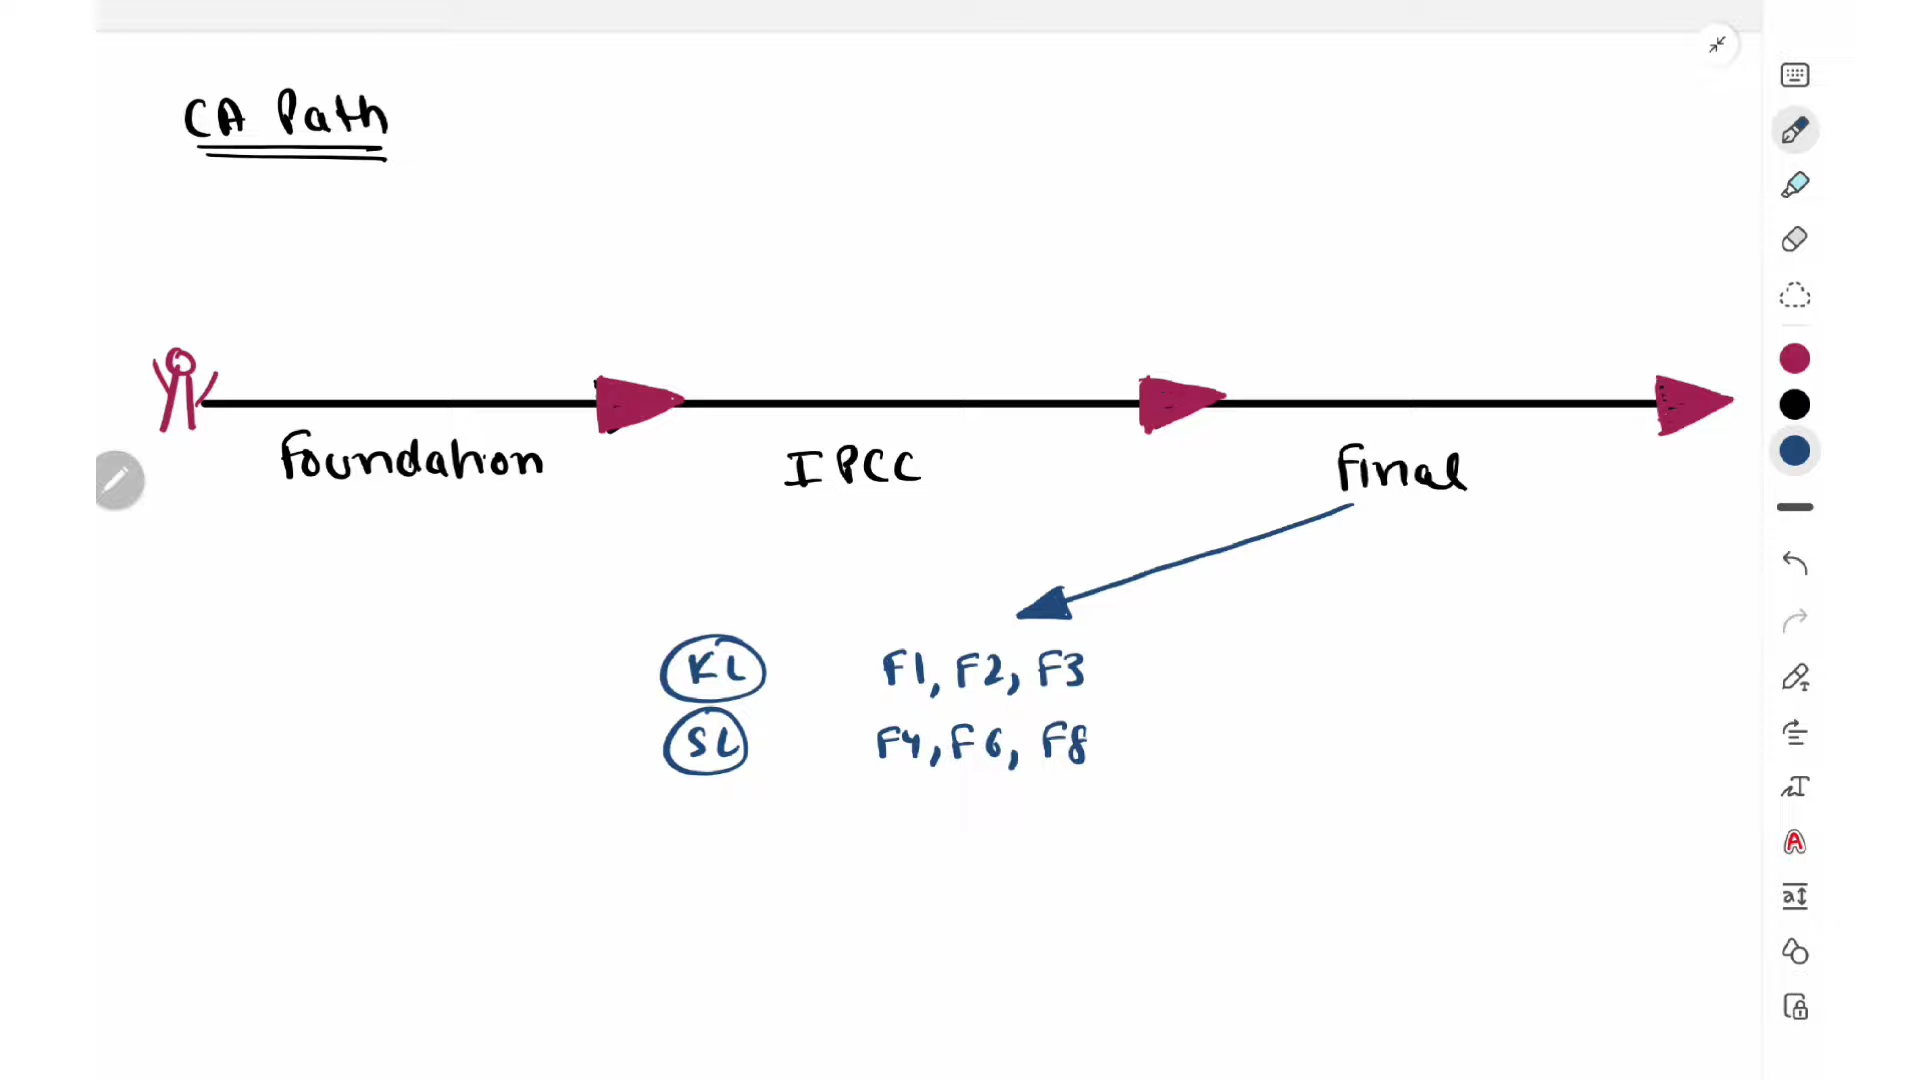 CA Path
Foundation IPCC Final
KL F1, F2, F3
SL F4, F6, F8